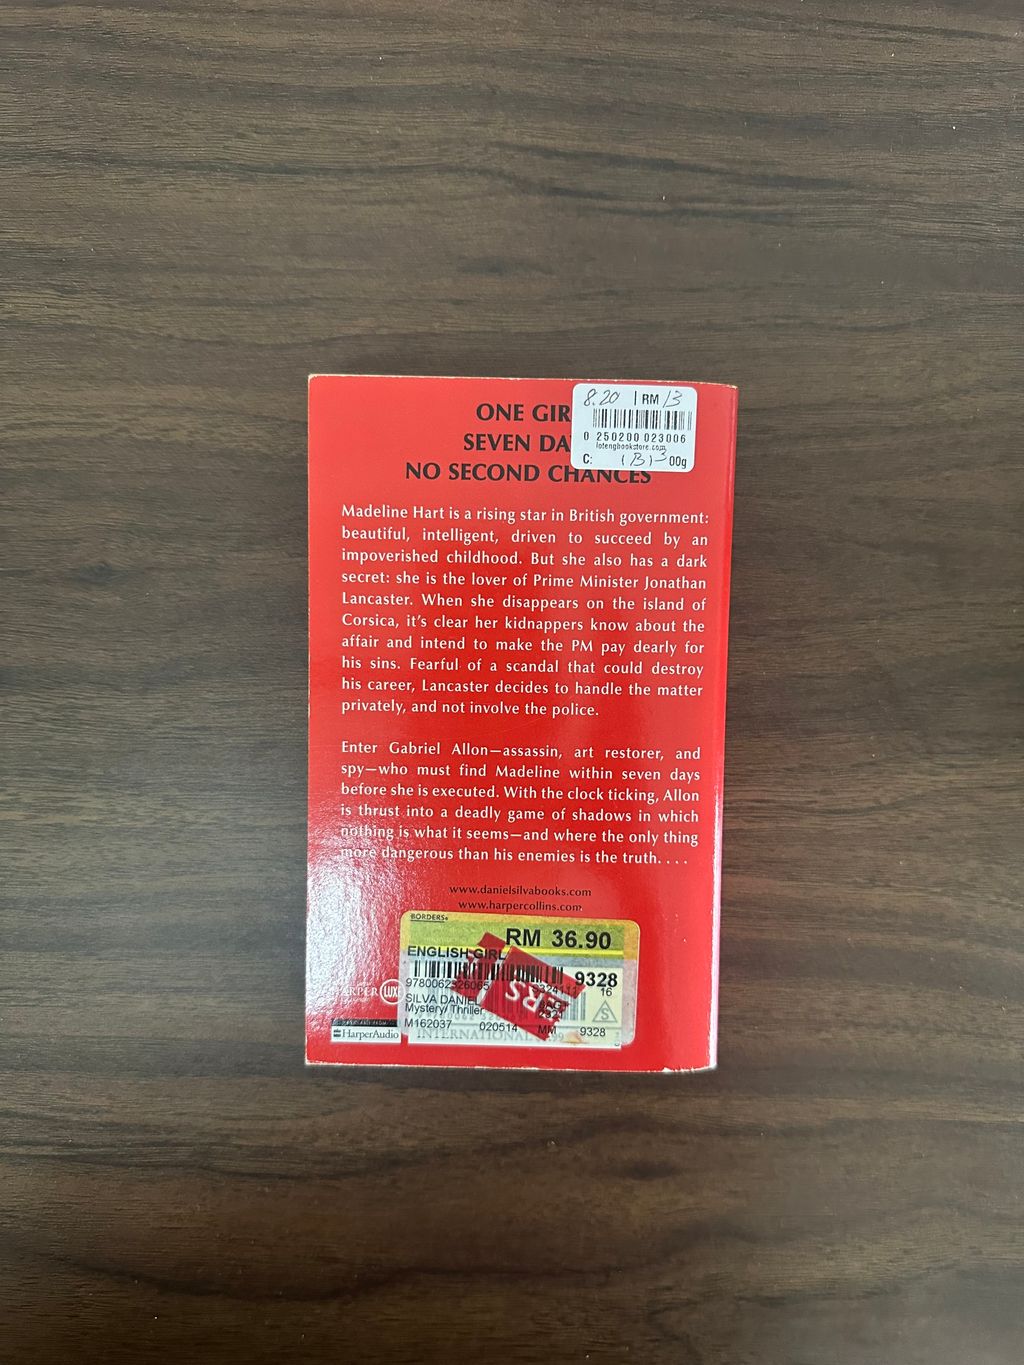 8.20 | RM 13
0 250200 023006
lotengbookstore.com
C: 00g
ONE GIR
SEVEN DA
NO SECOND CHANCES
Madeline Hart is a rising star in British government:
beautiful, intelligent, driven to succeed by an
impoverished childhood. But she also has a dark
secret: she is the lover of Prime Minister Jonathan
Lancaster. When she disappears on the island of
Corsica, it's clear her kidnappers know about the
affair and intend to make the PM pay dearly for
his sins. Fearful of a scandal that could destroy
his career, Lancaster decides to handle the matter
privately, and not involve the police.
Enter Gabriel Allon—assassin, art restorer, and
spy—who must find Madeline within seven days
before she is executed. With the clock ticking, Allon
is thrust into a deadly game of shadows in which
nothing is what it seems—and where the only thing
more dangerous than his enemies is the truth. . . .
www.danielsilvabooks.com
www.harpercollins.com
BORDERS
RM 36.90
ENGLISH GIRL
9328
16
SILVA DANIEL
Mystery/ Thriller
M162037 020514 MM 9328
INTERNATIONAL
LUXE
HarperAudio